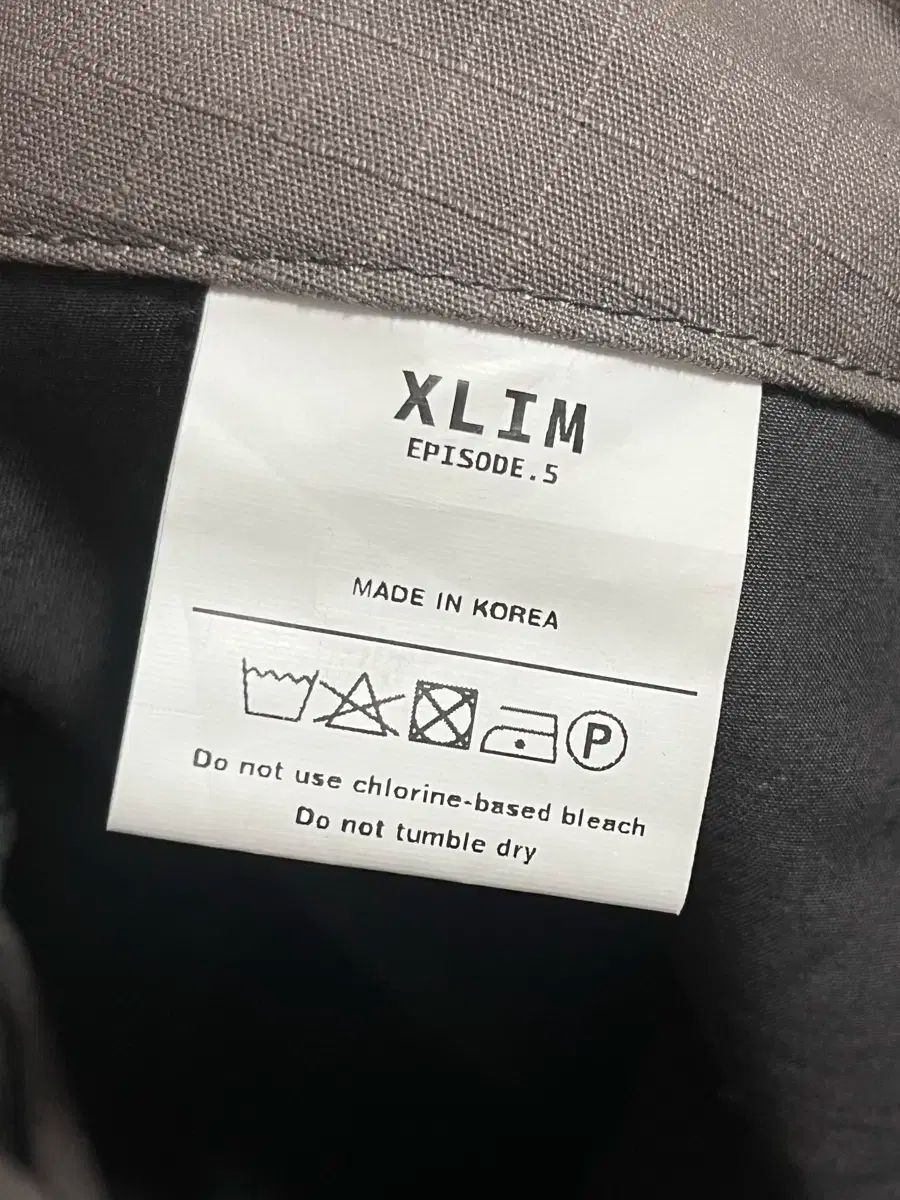 XLIM
EPISODE.5
MADE IN KOREA
P
Do not use chlorine-based bleach
Do not tumble dry